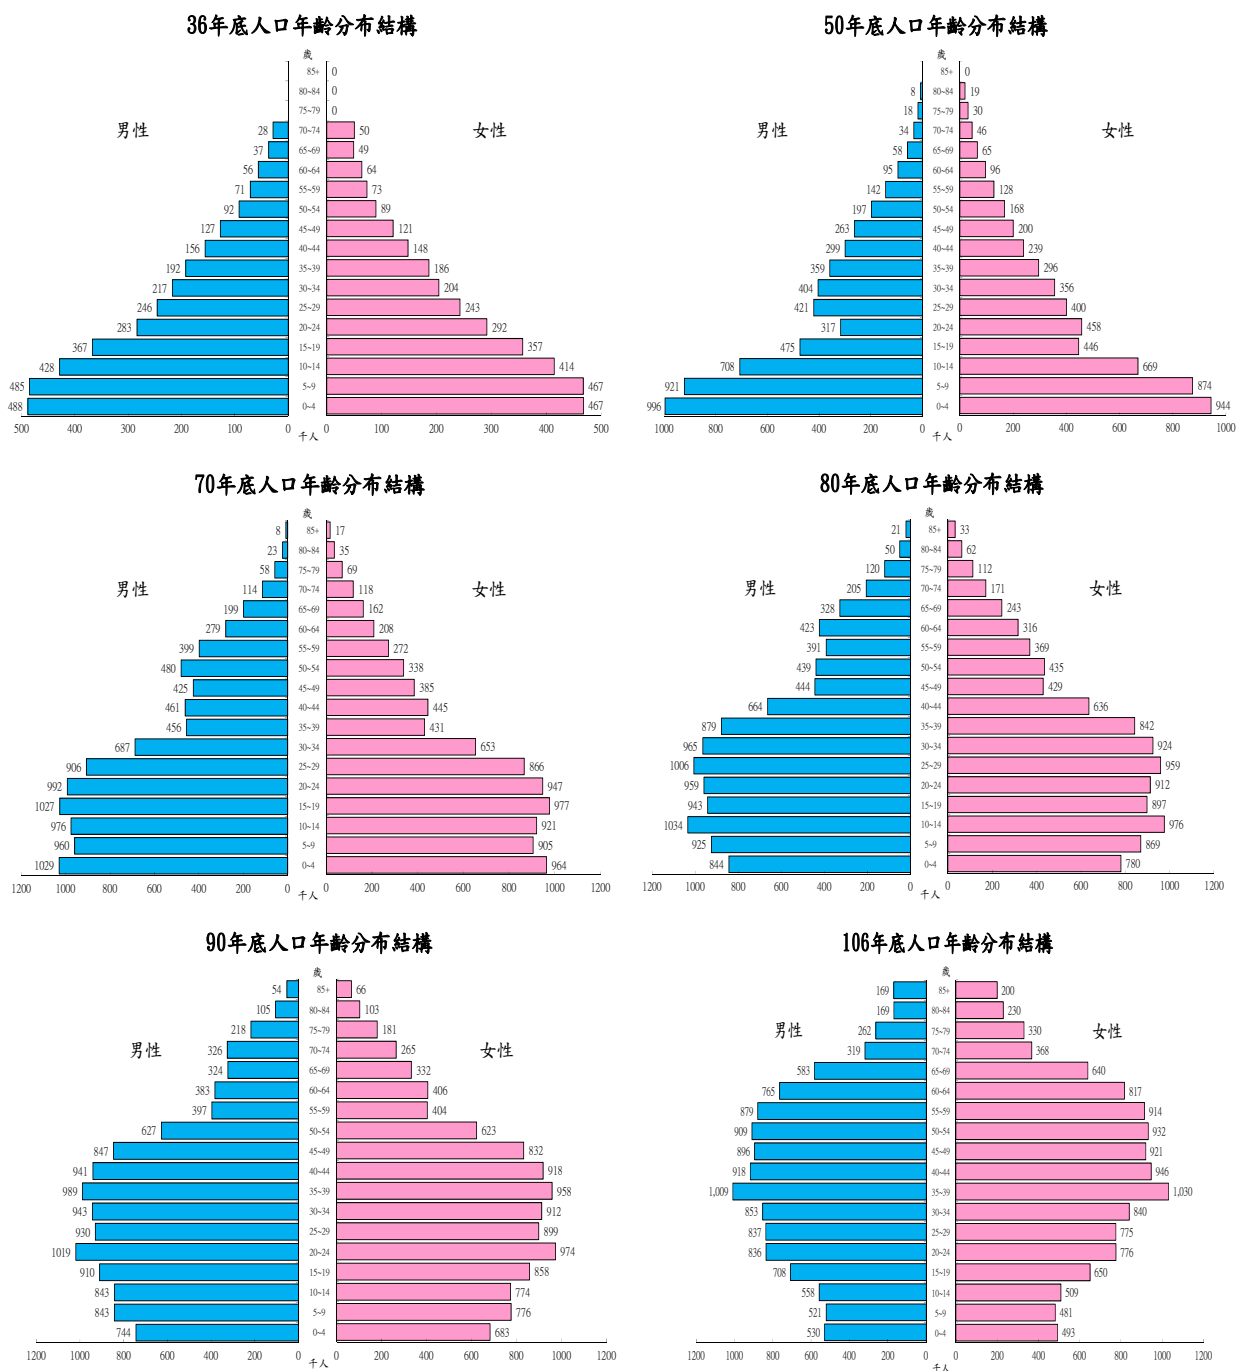 36年底人口年齡分布結構
歲
男性 女性
85+ 0
80~84 0
75~79 0
28 70~74 50
37 65~69 49
56 60~64 64
71 55~59 73
92 50~54 89
127 45~49 121
156 40~44 148
192 35~39 186
217 30~34 204
246 25~29 243
283 20~24 292
367 15~19 357
428 10~14 414
485 5~9 467
488 0~4 467
500 400 300 200 100 0 0 100 200 300 400 500
千人
50年底人口年齡分布結構
歲
男性 女性
85+ 0
8 80~84 19
18 75~79 30
34 70~74 46
58 65~69 65
95 60~64 96
142 55~59 128
197 50~54 168
263 45~49 200
299 40~44 239
359 35~39 296
404 30~34 356
421 25~29 400
317 20~24 458
475 15~19 446
708 10~14 669
921 5~9 874
996 0~4 944
1000 800 600 400 200 0 0 200 400 600 800 1000
千人
70年底人口年齡分布結構
歲
男性 女性
8 85+ 17
23 80~84 35
58 75~79 69
114 70~74 118
199 65~69 162
279 60~64 208
399 55~59 272
480 50~54 338
425 45~49 385
461 40~44 445
456 35~39 431
687 30~34 653
906 25~29 866
992 20~24 947
1027 15~19 977
976 10~14 921
960 5~9 905
1029 0~4 964
1200 1000 800 600 400 200 0 0 200 400 600 800 1000 1200
千人
80年底人口年齡分布結構
歲
男性 女性
21 85+ 33
50 80~84 62
120 75~79 112
205 70~74 171
328 65~69 243
423 60~64 316
391 55~59 369
439 50~54 435
444 45~49 429
664 40~44 636
879 35~39 842
965 30~34 924
1006 25~29 959
959 20~24 912
943 15~19 897
1034 10~14 976
925 5~9 869
844 0~4 780
1200 1000 800 600 400 200 0 0 200 400 600 800 1000 1200
千人
90年底人口年齡分布結構
歲
男性 女性
54 85+ 66
105 80~84 103
218 75~79 181
326 70~74 265
324 65~69 332
383 60~64 406
397 55~59 404
627 50~54 623
847 45~49 832
941 40~44 918
989 35~39 958
943 30~34 912
930 25~29 899
1019 20~24 974
910 15~19 858
843 10~14 774
843 5~9 776
744 0~4 683
1200 1000 800 600 400 200 0 0 200 400 600 800 1000 1200
千人
106年底人口年齡分布結構
歲
男性 女性
169 85+ 200
169 80~84 230
262 75~79 330
319 70~74 368
583 65~69 640
765 60~64 817
879 55~59 914
909 50~54 932
896 45~49 921
918 40~44 946
1,009 35~39 1,030
853 30~34 840
837 25~29 775
836 20~24 776
708 15~19 650
558 10~14 509
521 5~9 481
530 0~4 493
1200 1000 800 600 400 200 0 0 200 400 600 800 1000 1200
千人